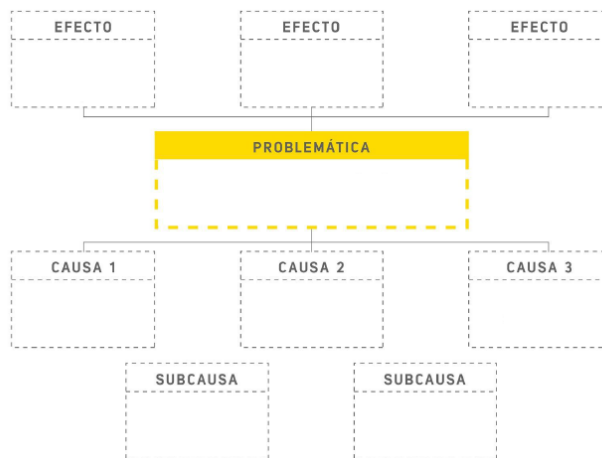 EFECTO EFECTO EFECTO
PROBLEMÁTICA
CAUSA 1 CAUSA 2 CAUSA 3
SUBCAUSA SUBCAUSA